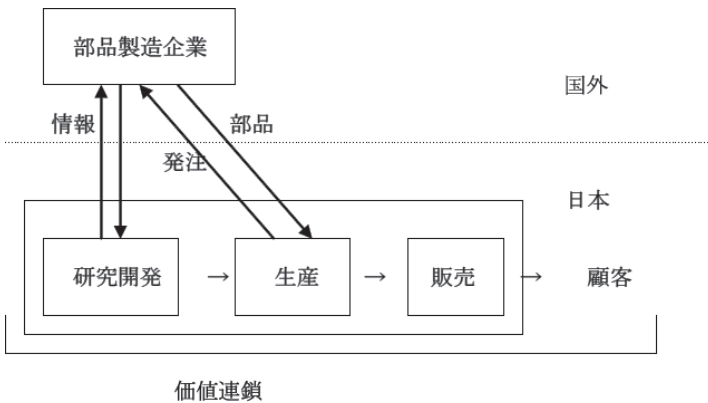 部品製造企業
国外
情報
部品
発注
日本
研究開発
→
生産
→
販売
→
顧客
価値連鎖